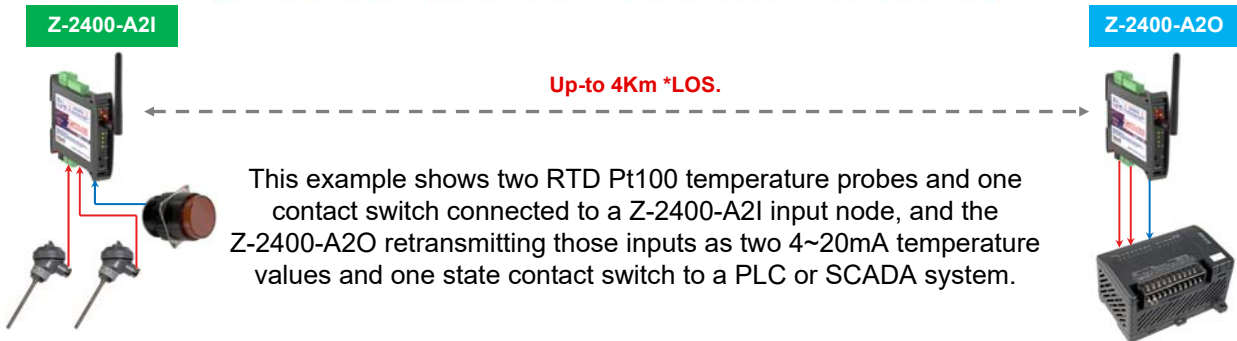 Z-2400-A2I
Z-2400-A2O
Up-to 4Km *LOS.
This example shows two RTD Pt100 temperature probes and one
contact switch connected to a Z-2400-A2I input node, and the
Z-2400-A2O retransmitting those inputs as two 4~20mA temperature
values and one state contact switch to a PLC or SCADA system.